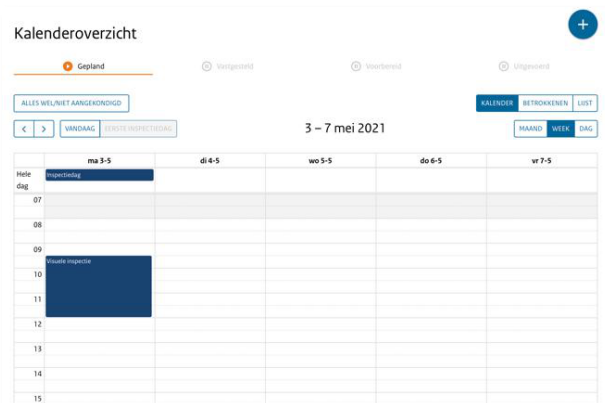 Kalenderoverzicht
+
Gepland
Vastgesteld
Voorbereid
Uitgevoerd
ALLES WEL/NIET AANGEKONDIGD
KALENDER BETROKKENEN LIJST
VANDAAG EERSTE INSPECTIEDAG
3 – 7 mei 2021
MAAND WEEK DAG
ma 3-5 di 4-5 wo 5-5 do 6-5 vr 7-5
Hele
dag
Inspectiedag
07
08
09
Visuele inspectie
10
11
12
13
14
15